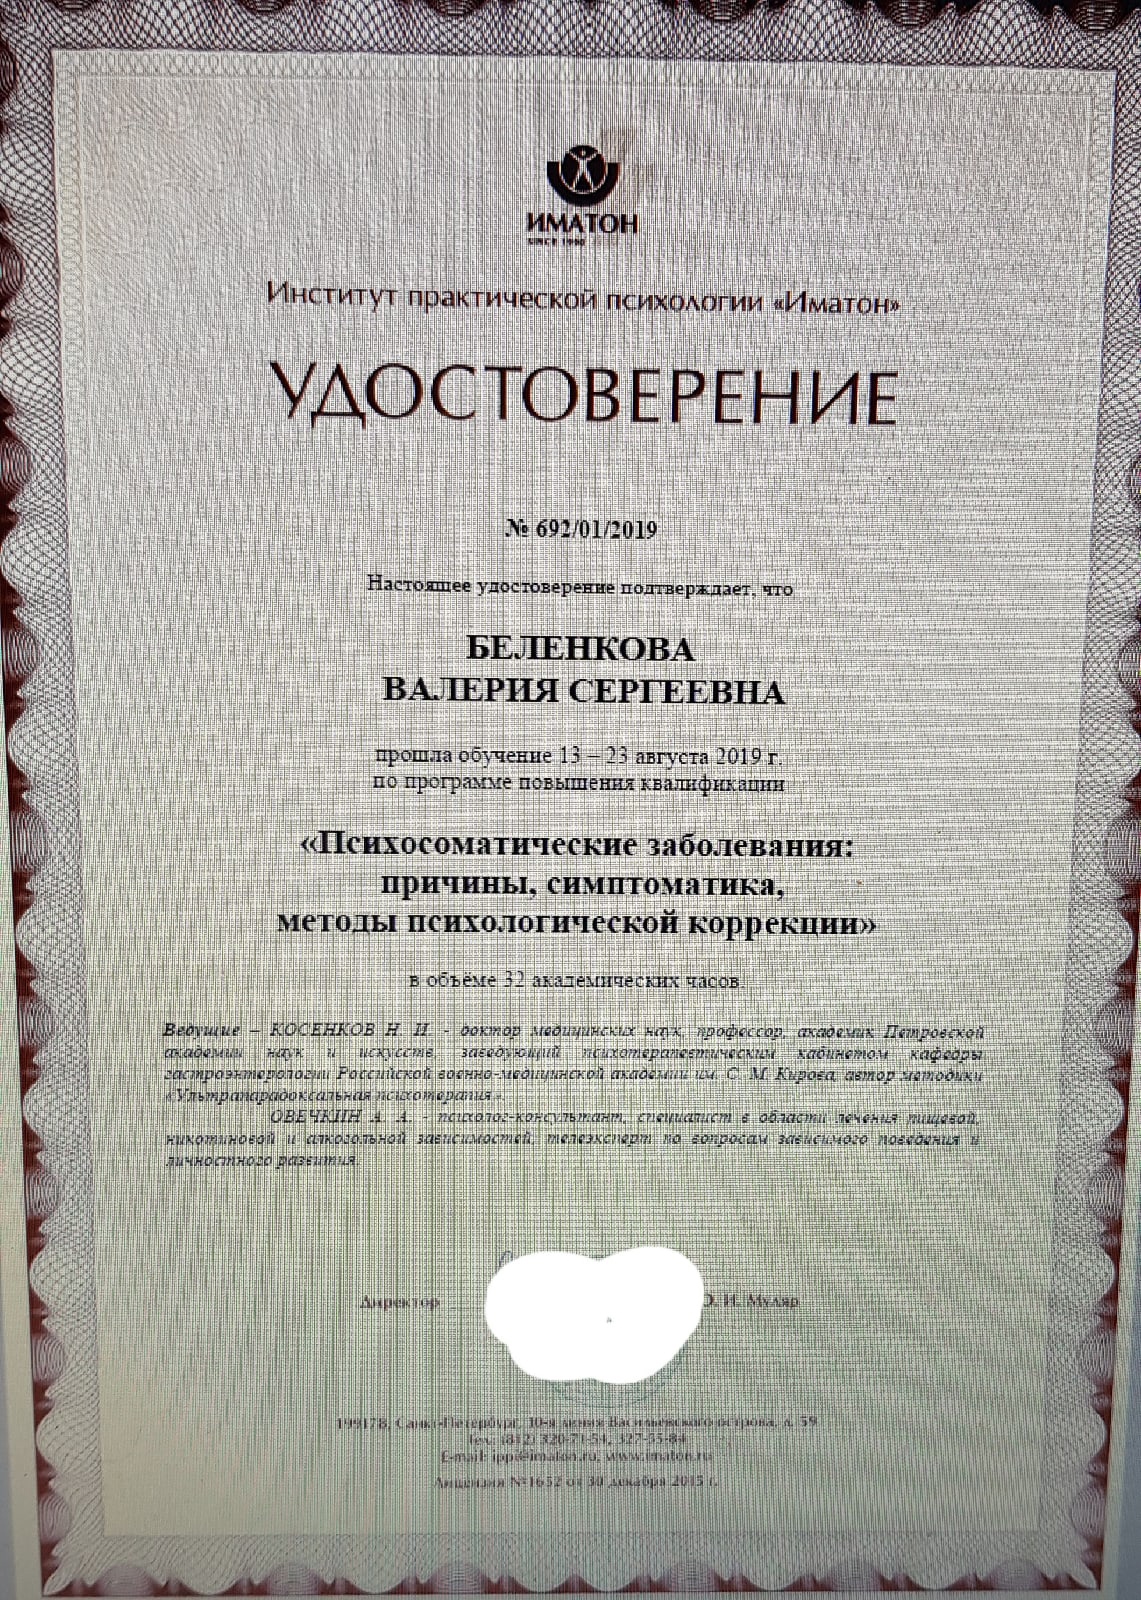 ИМАТОН
SINCE 1990
Институт практической психологии «Иматон»
УДОСТОВЕРЕНИЕ
№ 692/01/2019
Настоящее удостоверение подтверждает, что
БЕЛЕНКОВА
ВАЛЕРИЯ СЕРГЕЕВНА
прошла обучение 13 – 23 августа 2019 г.
по программе повышения квалификации
«Психосоматические заболевания:
причины, симптоматика,
методы психологической коррекции»
в объёме 32 академических часов.
Ведущие – КОСЕНКОВ Н. И. - доктор медицинских наук, профессор, академик Петровской
академии наук и искусств, заведующий психотерапевтическим кабинетом кафедры
гастроэнтерологии Российской военно-медицинской академии им. С. М. Кирова, автор методики
«Ультрапарадоксальная психотерапия».
ОВЕЧКИН А. А. - психолог-консультант, специалист в области лечения пищевой,
никотиновой и алкогольной зависимостей, телеэксперт по вопросам зависимого поведения и
личностного развития.
Директор И. Муляр
199178, Санкт-Петербург, 10-я линия Васильевского острова, д. 59
Тел.: (812) 320-71-54, 327-55-84
E-mail: ipp@imaton.ru, www.imaton.ru
Лицензия №1652 от 30 декабря 2015 г.